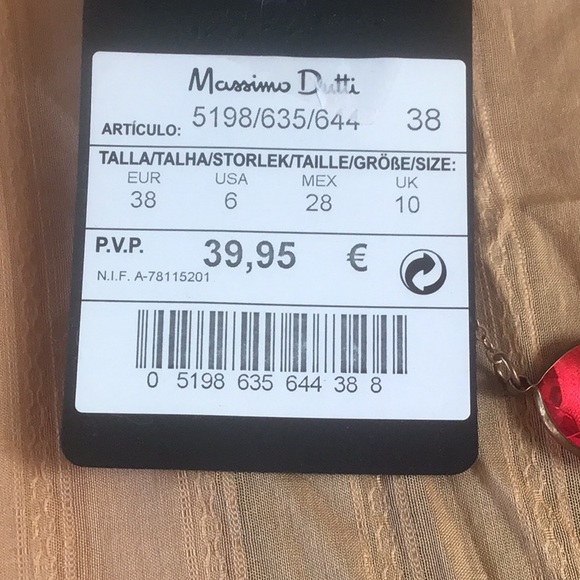 Massimo Dutti
ARTÍCULO: 5198/635/644 38
TALLA/TALHA/STORLEK/TAILLE/GRÖßE/SIZE:
EUR USA MEX UK
38 6 28 10
P.V.P. 39,95 €
N.I.F. A-78115201
0 5198 635 644 38 8